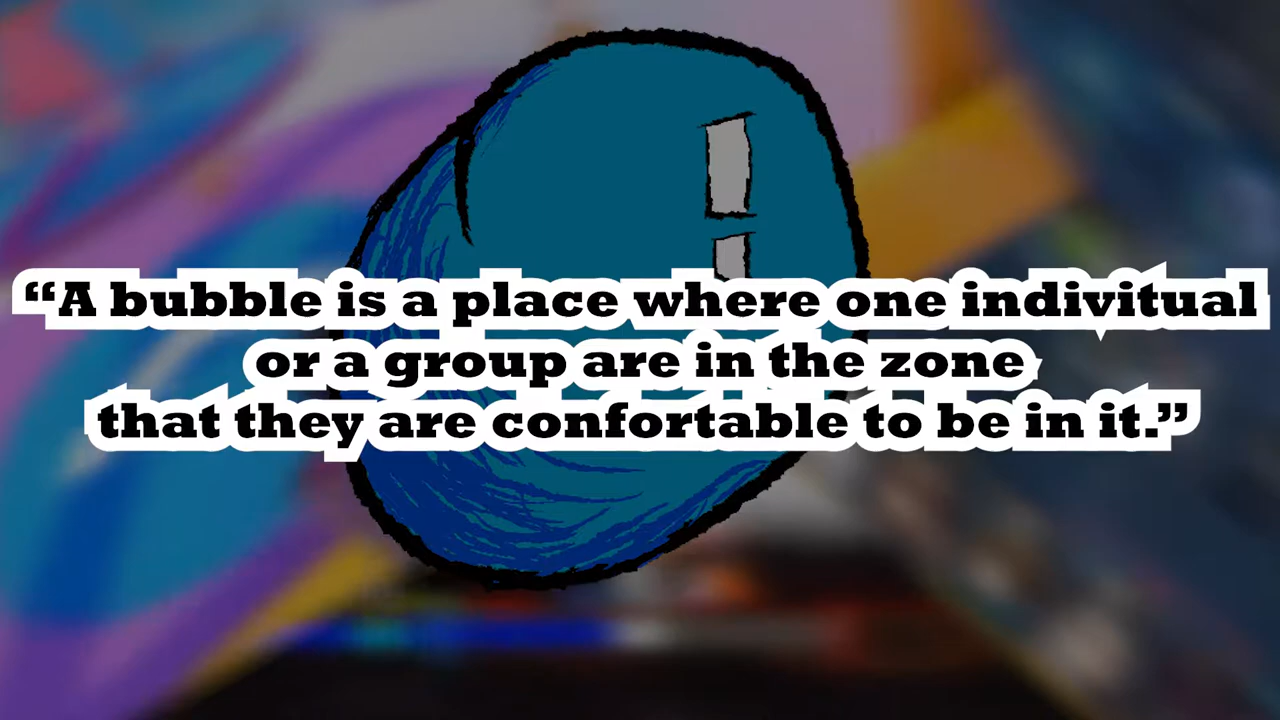 “A bubble is a place where one indivitual
or a group are in the zone
that they are confortable to be in it.”